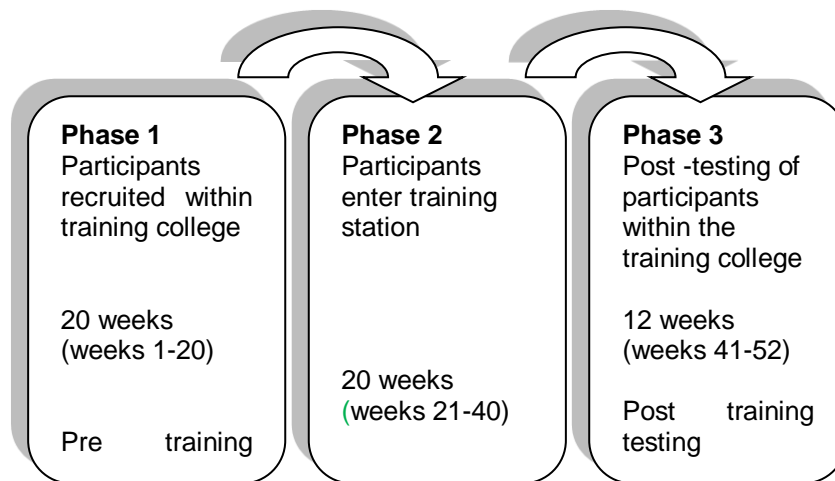 Phase 1
Participants
recruited within
training college
20 weeks
(weeks 1-20)
Pre training
Phase 2
Participants
enter training
station
20 weeks
(weeks 21-40)
Phase 3
Post -testing of
participants
within the
training college
12 weeks
(weeks 41-52)
Post training
testing